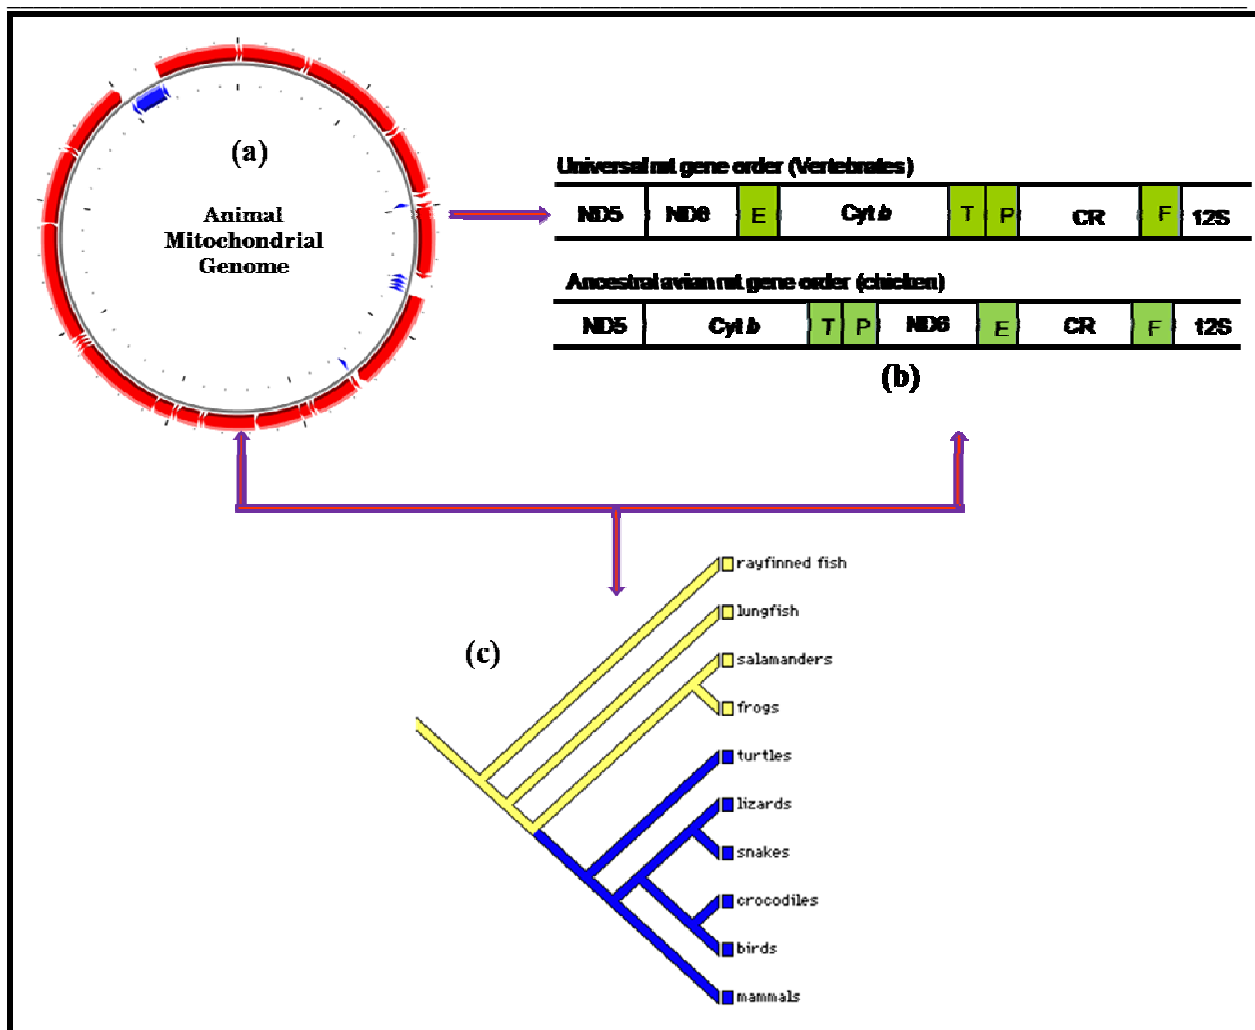 (a)
Animal
Mitochondrial
Genome
Universal mt gene order (Vertebrates)
ND5 ND6 E Cyt b T P CR F 12S
Ancestral avian mt gene order (chicken)
ND5 Cyt b T P ND6 E CR F 12S
(b)
(c)
rayfinned fish
lungfish
salamanders
frogs
turtles
lizards
snakes
crocodiles
birds
mammals